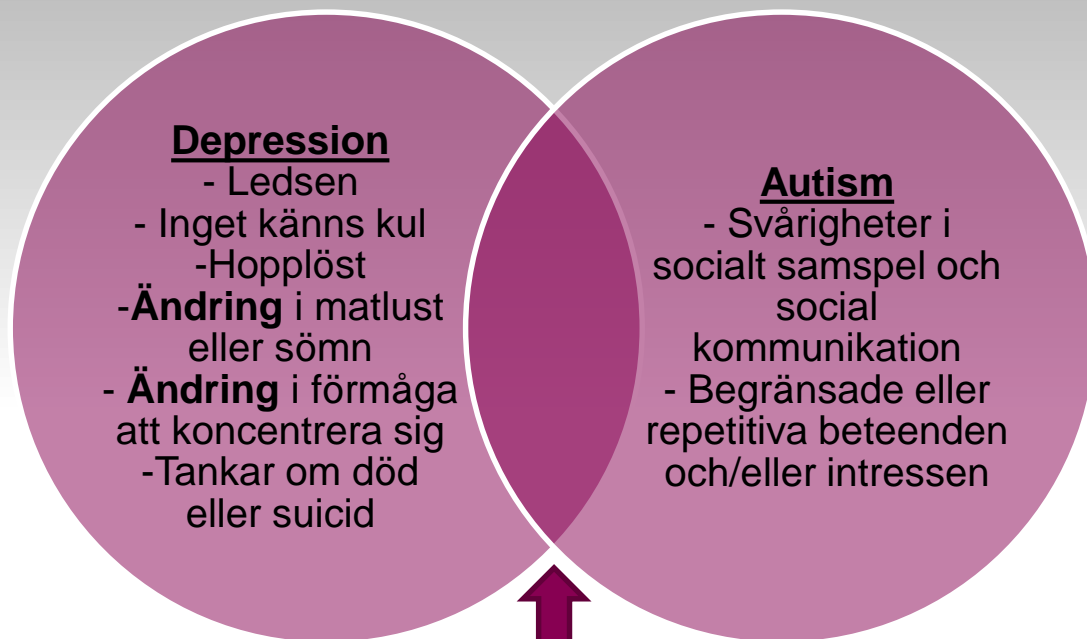 Depression
- Ledsen
- Inget känns kul
-Hopplöst
-Ändring i matlust
eller sömn
- Ändring i förmåga
att koncentrera sig
-Tankar om död
eller suicid
Autism
- Svårigheter i
socialt samspel och
social
kommunikation
- Begränsade eller
repetitiva beteenden
och/eller intressen